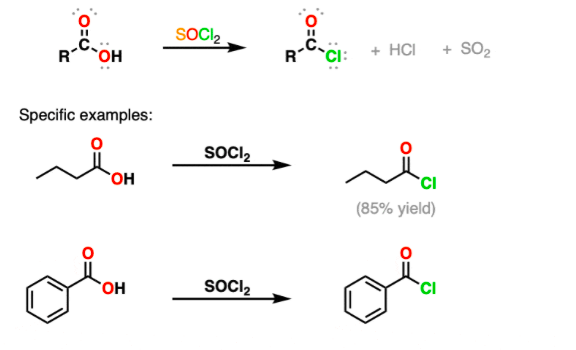 O O
SOCl₂
R C OH R C Cl + HCl + SO₂
Specific examples:
O SOCl₂ O
OH Cl
(85% yield)
O SOCl₂ O
OH Cl